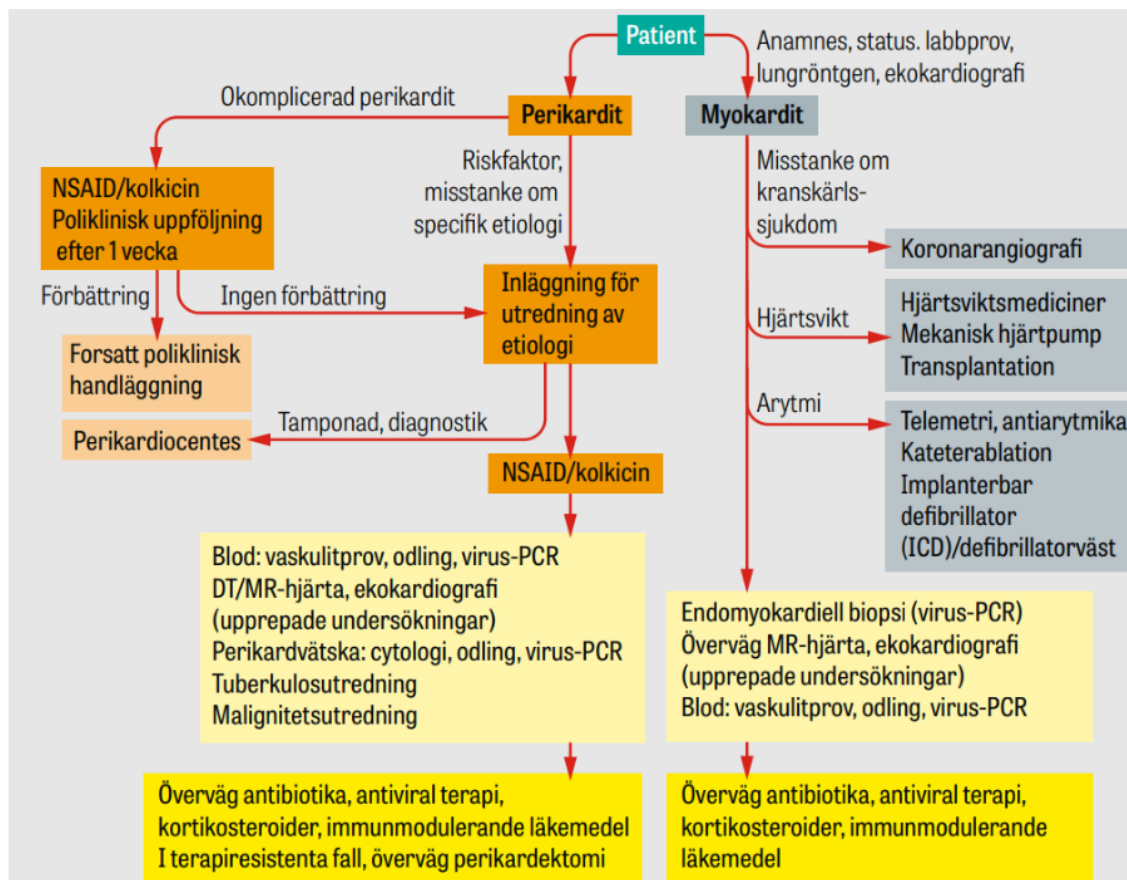 Patient
Anamnes, status. labbprov,
lungröntgen, ekokardiografi
Okomplicerad perikardit
Perikardit
Myokardit
Riskfaktor,
misstanke om
specifik etiologi
Misstanke om
kranskärls-
sjukdom
NSAID/kolkicin
Poliklinisk uppföljning
efter 1 vecka
Koronarangiografi
Förbättring
Ingen förbättring
Inläggning för
utredning av
etiologi
Hjärtsvikt
Hjärtsviktsmediciner
Mekanisk hjärtpump
Transplantation
Forsatt poliklinisk
handläggning
Arytmi
Tamponad, diagnostik
Perikardiocentes
Telemetri, antiarytmika
Kateterablation
Implanterbar
defibrillator
(ICD)/defibrillatorväst
NSAID/kolkicin
Blod: vaskulitprov, odling, virus-PCR
DT/MR-hjärta, ekokardiografi
(upprepade undersökningar)
Perikardvätska: cytologi, odling, virus-PCR
Tuberkulosutredning
Malignitetsutredning
Endomyokardiell biopsi (virus-PCR)
Överväg MR-hjärta, ekokardiografi
(upprepade undersökningar)
Blod: vaskulitprov, odling, virus-PCR
Överväg antibiotika, antiviral terapi,
kortikosteroider, immunmodulerande läkemedel
I terapiresistenta fall, överväg perikardektomi
Överväg antibiotika, antiviral terapi,
kortikosteroider, immunmodulerande
läkemedel